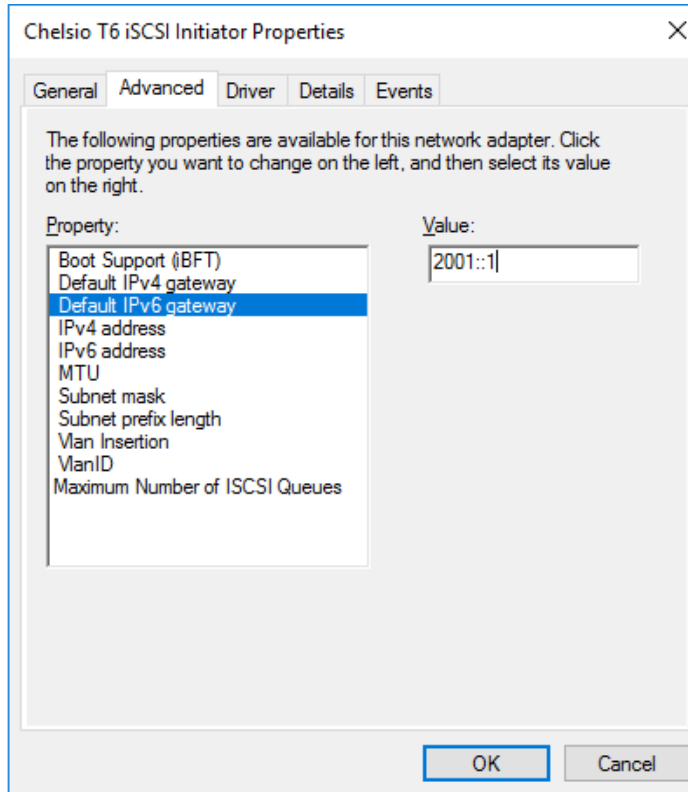 Chelsio T6 iSCSI Initiator Properties
General Advanced Driver Details Events
The following properties are available for this network adapter. Click
the property you want to change on the left, and then select its value
on the right.
Property:
Value:
Boot Support (iBFT)
Default IPv4 gateway
Default IPv6 gateway
IPv4 address
IPv6 address
MTU
Subnet mask
Subnet prefix length
Vlan Insertion
VlanID
Maximum Number of ISCSI Queues
2001::1
OK
Cancel